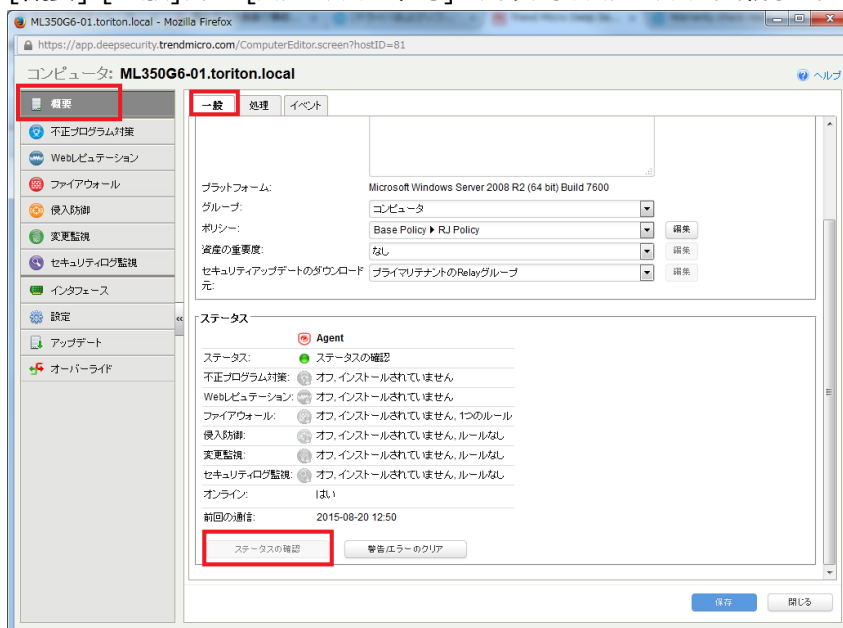 ML350G6-01.toriton.local - Mozilla Firefox
https://app.deepsecurity.trendmicro.com/ComputerEditor.screen?hostID=81
コンピュータ: ML350G6-01.toriton.local
ヘルプ
概要
不正プログラム対策
Webレピュテーション
ファイアウォール
侵入防御
変更監視
セキュリティログ監視
インタフェース
設定
アップデート
オーバーライド
«
一般 処理 イベント
プラットフォーム: Microsoft Windows Server 2008 R2 (64 bit) Build 7600
グループ: コンピュータ
ポリシー: Base Policy ▶ RJ Policy 編集
資産の重要度: なし 編集
セキュリティアップデートのダウンロード元: プライマリテナントのRelayグループ 編集
ステータス
Agent
ステータス: ステータスの確認
不正プログラム対策: オフ, インストールされていません
Webレピュテーション: オフ, インストールされていません
ファイアウォール: オフ, インストールされていません, 1つのルール
侵入防御: オフ, インストールされていません, ルールなし
変更監視: オフ, インストールされていません, ルールなし
セキュリティログ監視: オフ, インストールされていません, ルールなし
オンライン: はい
前回の通信: 2015-08-20 12:50
ステータスの確認 警告/エラーのクリア
保存 閉じる